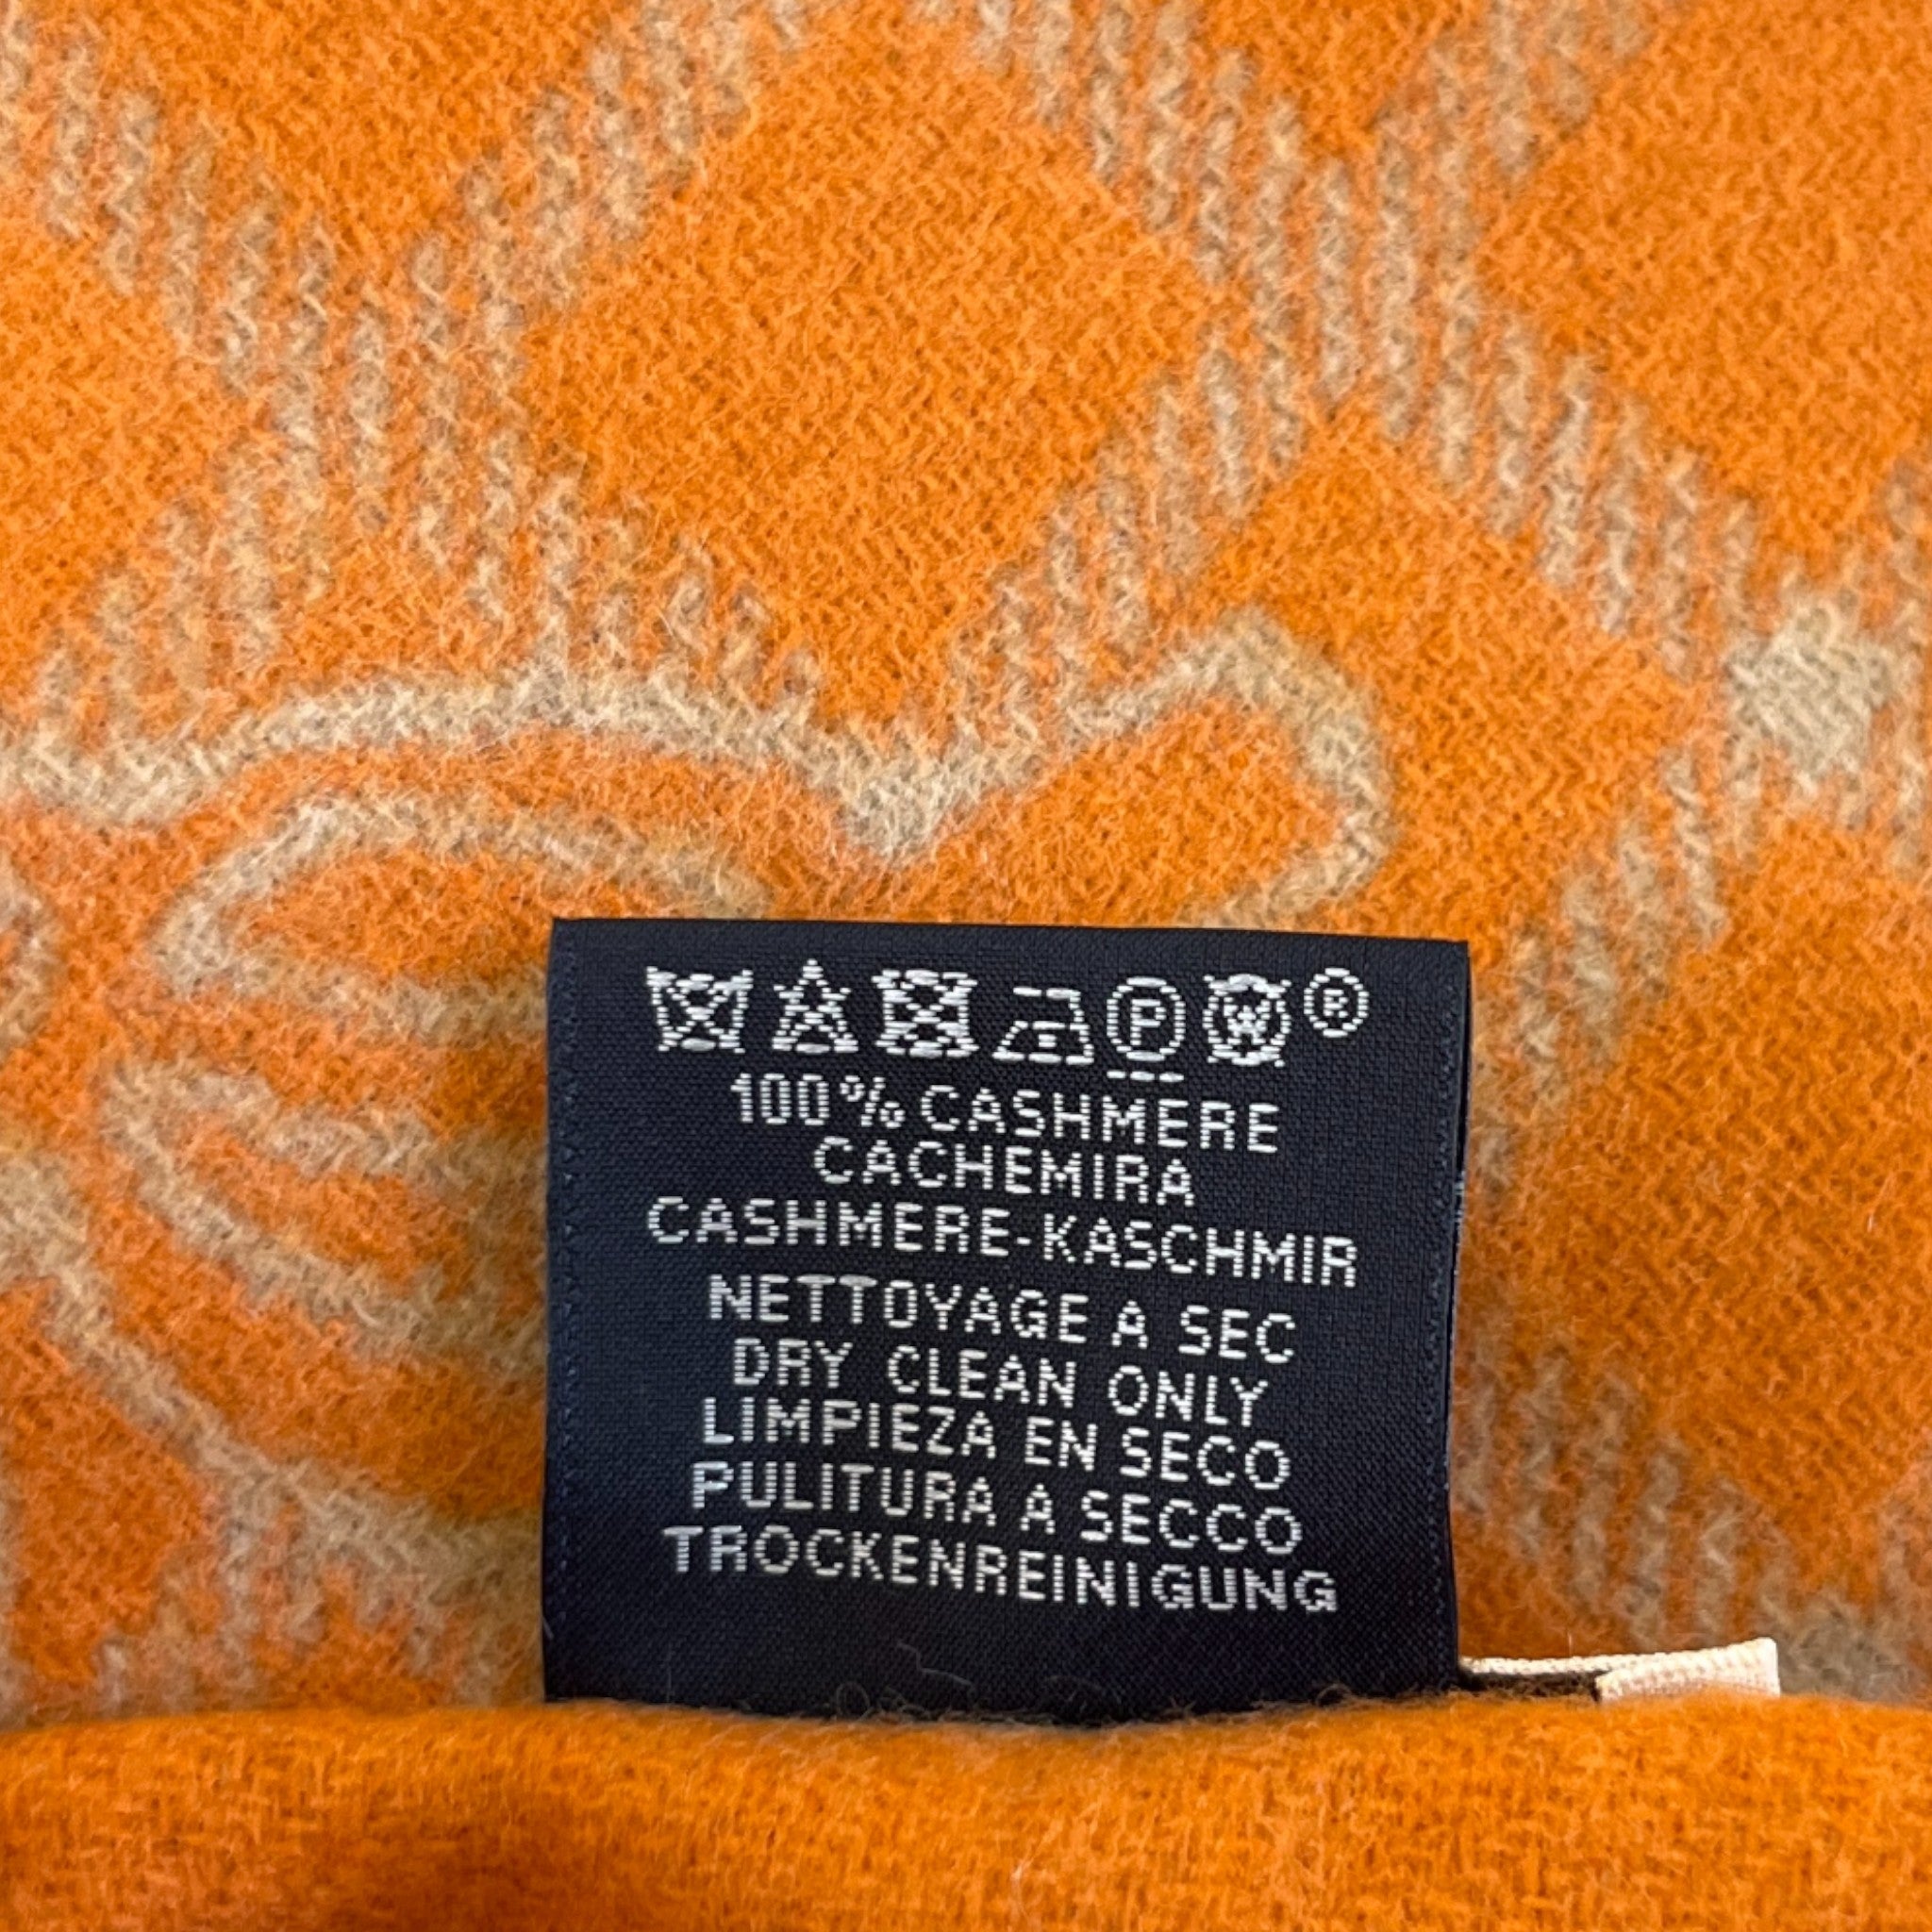 P W ®
100% CASHMERE
CACHEMIRA
CASHMERE-KASCHMIR
NETTOYAGE A SEC
DRY CLEAN ONLY
LIMPIEZA EN SECO
PULITURA A SECCO
TROCKENREINIGUNG